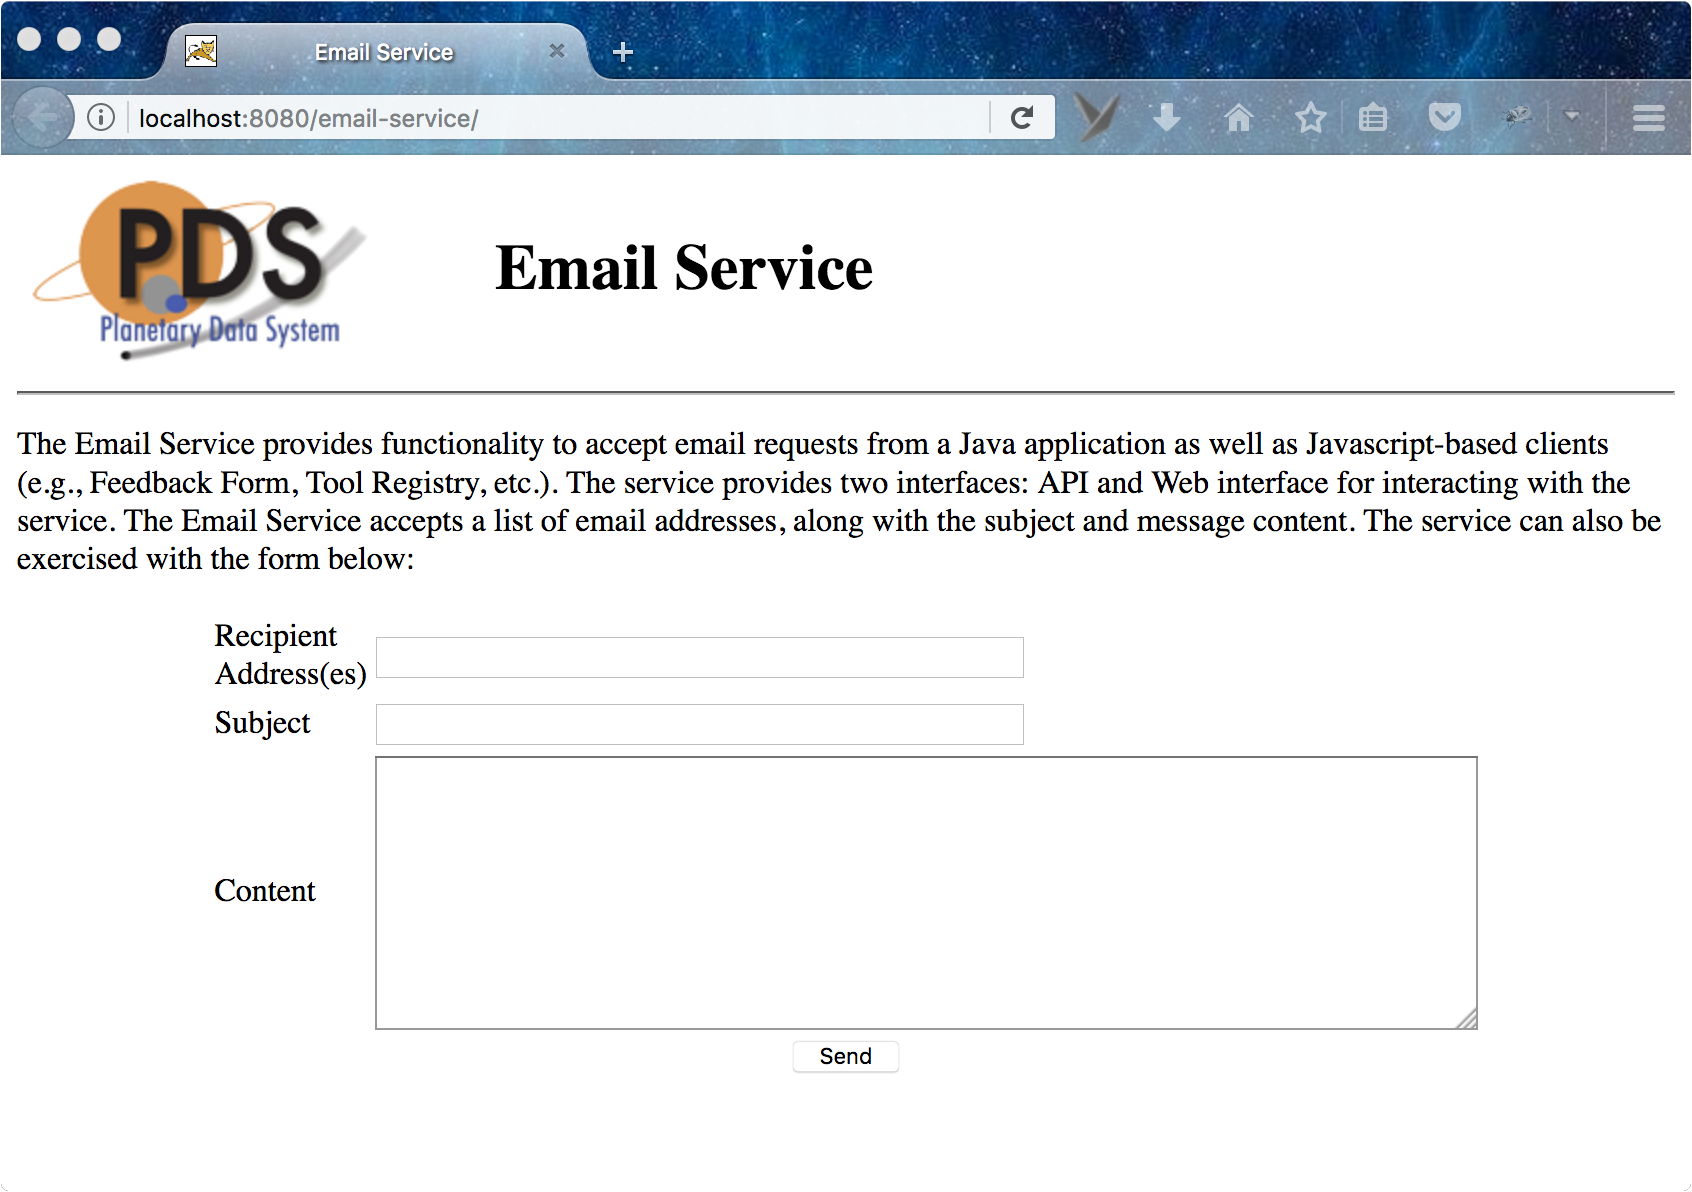 Email Service
localhost:8080/email-service/
PDS
Planetary Data System
Email Service
The Email Service provides functionality to accept email requests from a Java application as well as Javascript-based clients
(e.g., Feedback Form, Tool Registry, etc.). The service provides two interfaces: API and Web interface for interacting with the
service. The Email Service accepts a list of email addresses, along with the subject and message content. The service can also be
exercised with the form below:
Recipient
Address(es)
Subject
Content
Send